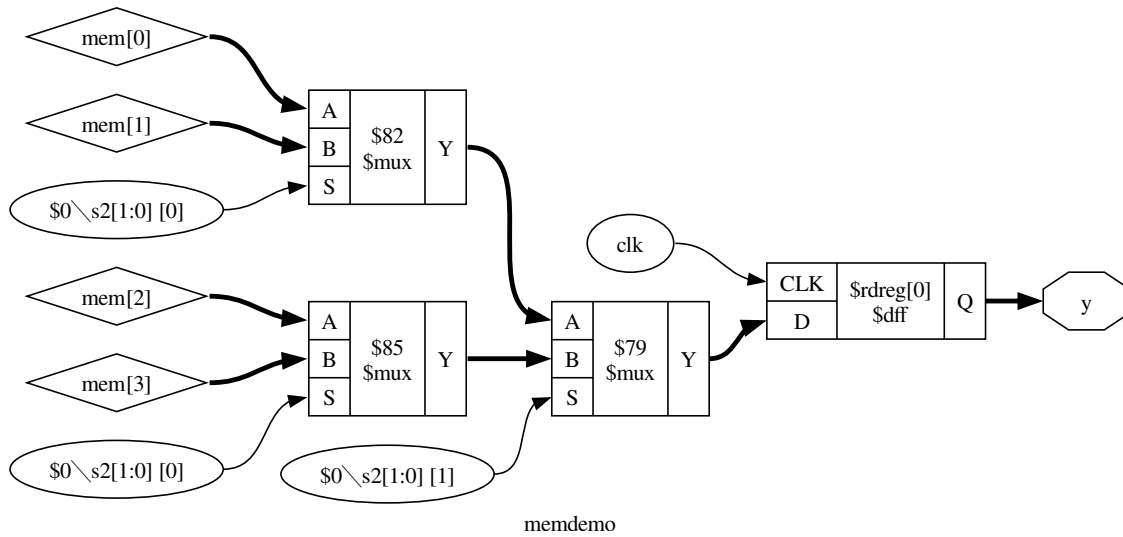 mem[0]
mem[1]
$0\s2[1:0] [0]
A
B
S
$82
$mux
Y
mem[2]
mem[3]
$0\s2[1:0] [0]
A
B
S
$85
$mux
Y
$0\s2[1:0] [1]
A
B
S
$79
$mux
Y
clk
CLK
D
$rdreg[0]
$dff
Q
y
memdemo